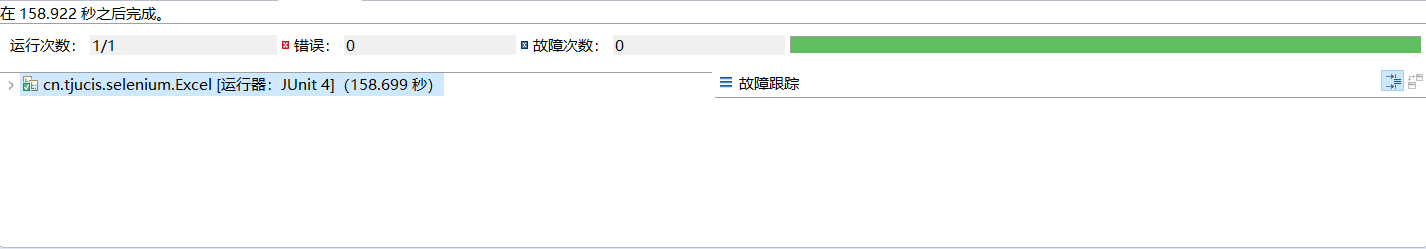 在 158.922 秒之后完成。
运行次数： 1/1 错误： 0 故障次数： 0
cn.tjucis.selenium.Excel [运行器：JUnit 4]（158.699 秒） 故障跟踪